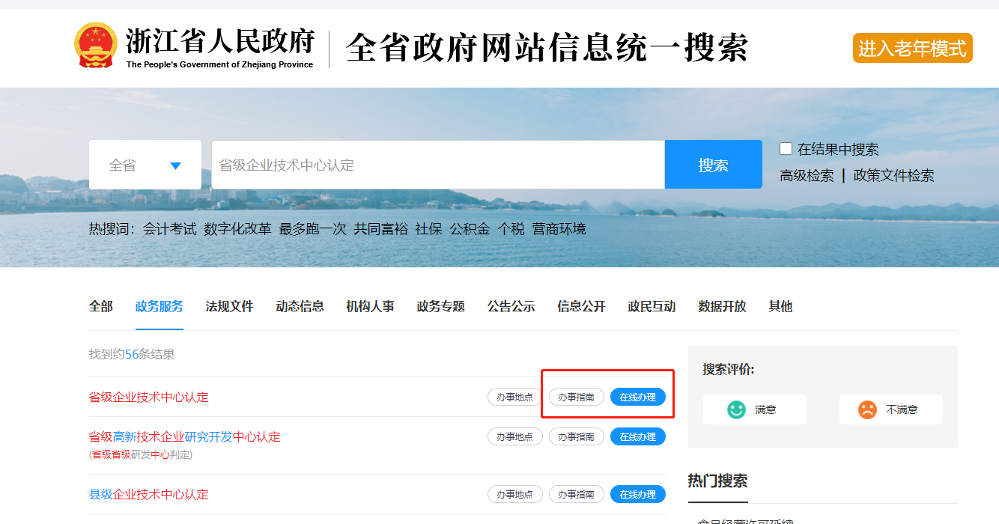 浙江省人民政府
The People's Government of Zhejiang Province
全省政府网站信息统一搜索
进入老年模式
全省
省级企业技术中心认定
搜索
在结果中搜索
高级检索 | 政策文件检索
热搜词: 会计考试 数字化改革 最多跑一次 共同富裕 社保 公积金 个税 营商环境
全部 政务服务 法规文件 动态信息 机构人事 政务专题 公告公示 信息公开 政民互动 数据开放 其他
找到约56条结果
省级企业技术中心认定 办事地点 办事指南 在线办理
省级高新技术企业研究开发中心认定 办事地点 办事指南 在线办理
(省级省级研发中心判定)
县级企业技术中心认定 办事地点 办事指南 在线办理
搜索评价:
满意 不满意
热门搜索
食品经营许可延续